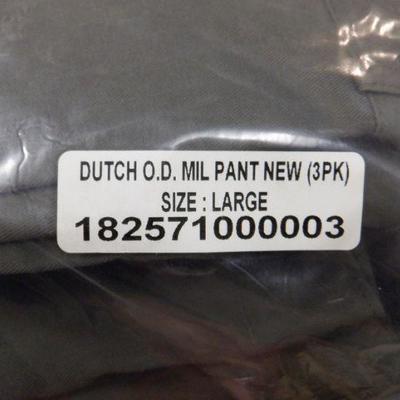 DUTCH O.D. MIL PANT NEW (3PK)
SIZE : LARGE
182571000003